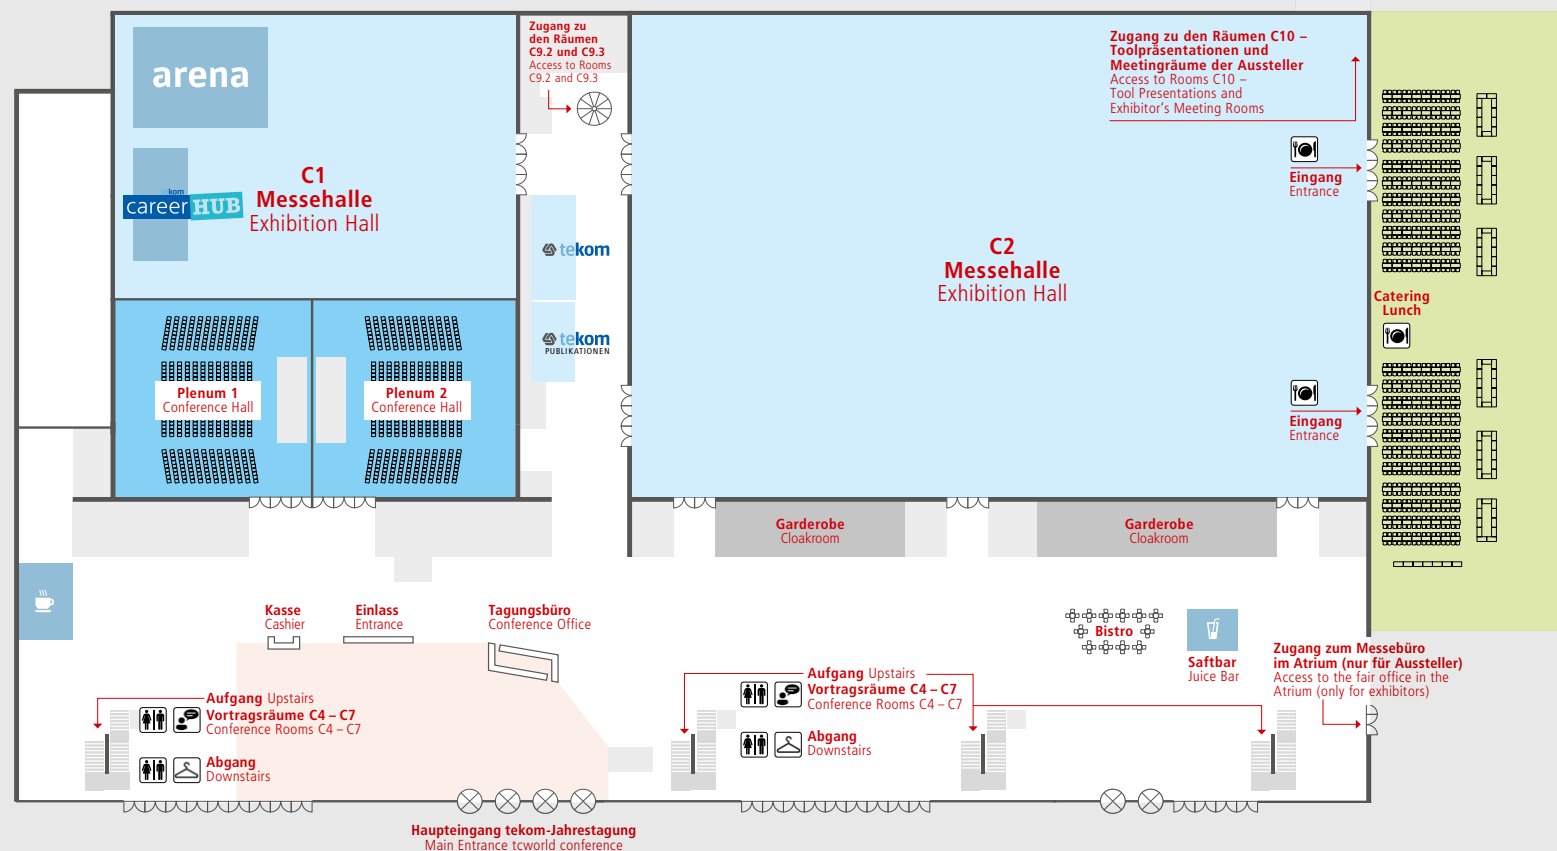 arena
kom
career HUB
C1
Messehalle
Exhibition Hall
Zugang zu
den Räumen
C9.2 und C9.3
Access to Rooms
C9.2 and C9.3
tekom
tekom
PUBLIKATIONEN
Plenum 1
Conference Hall
Plenum 2
Conference Hall
C2
Messehalle
Exhibition Hall
Zugang zu den Räumen C10 –
Toolpräsentationen und
Meetingräume der Aussteller
Access to Rooms C10 –
Tool Presentations and
Exhibitor's Meeting Rooms
Eingang
Entrance
Catering
Lunch
Eingang
Entrance
Garderobe
Cloakroom
Garderobe
Cloakroom
Kasse
Cashier
Einlass
Entrance
Tagungsbüro
Conference Office
Bistro
Saftbar
Juice Bar
Zugang zum Messebüro
im Atrium (nur für Aussteller)
Access to the fair office in the
Atrium (only for exhibitors)
Aufgang Upstairs
Vortragsräume C4 – C7
Conference Rooms C4 – C7
Abgang
Downstairs
Aufgang Upstairs
Vortragsräume C4 – C7
Conference Rooms C4 – C7
Abgang
Downstairs
Haupteingang tekom-Jahrestagung
Main Entrance tcworld conference